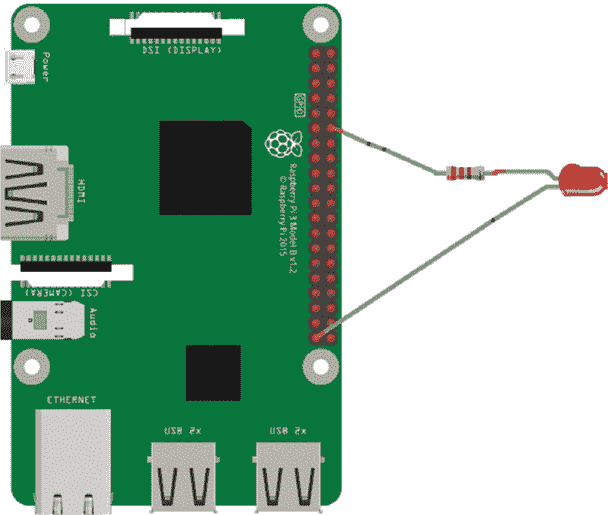 DSI (DISPLAY)
Power
GPIO
HDMI
Raspberry Pi 3 Model B v1.2
© Raspberry Pi 2015
CSI (CAMERA)
Audio
ETHERNET
USB 2x
USB 2x